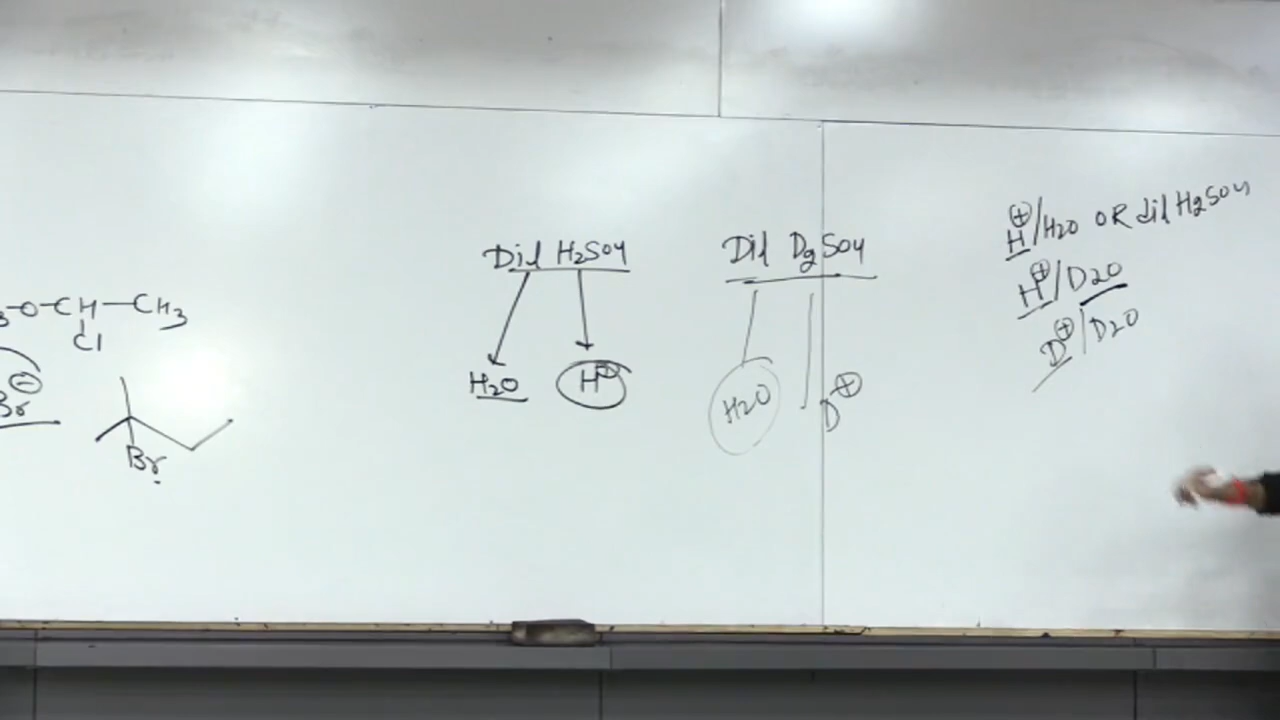 -O-CH-CH3
Cl
Br⊖
Br
Dil H2SO4
H2O H⊕
Dil D2SO4
H2O D⊕
H⊕/H2O OR dil H2SO4
H⊕/D2O
D⊕/D2O